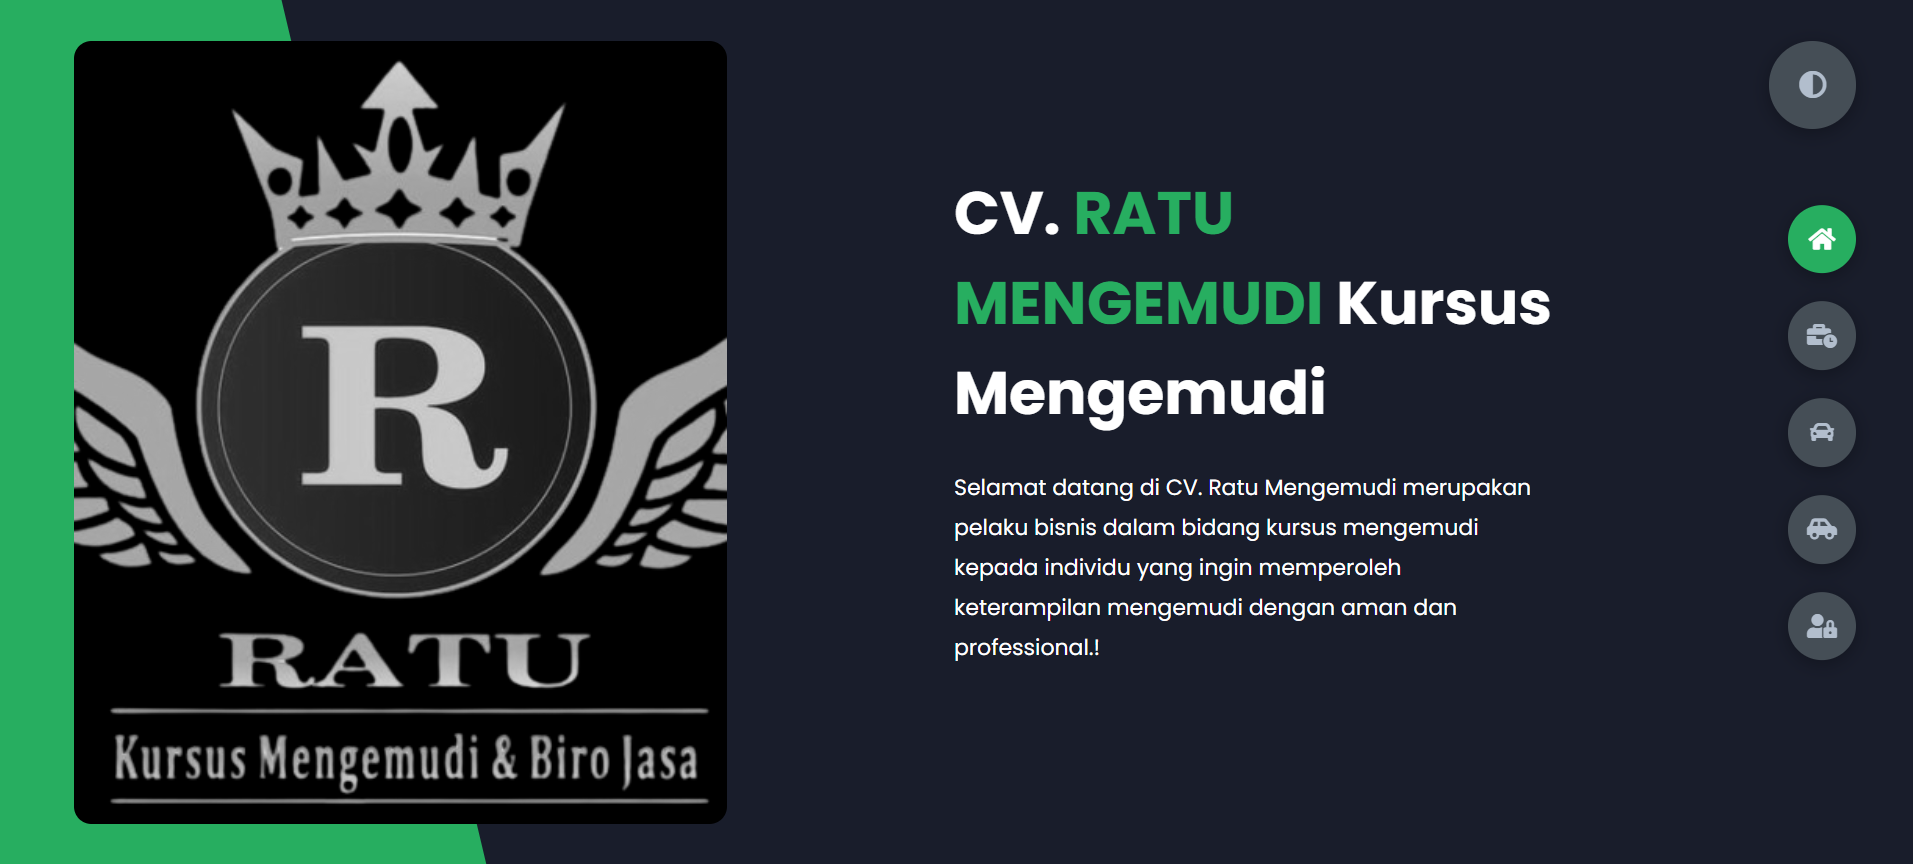 R
RATU
Kursus Mengemudi & Biro Jasa
CV. RATU
MENGEMUDI Kursus
Mengemudi
Selamat datang di CV. Ratu Mengemudi merupakan
pelaku bisnis dalam bidang kursus mengemudi
kepada individu yang ingin memperoleh
keterampilan mengemudi dengan aman dan
professional.!